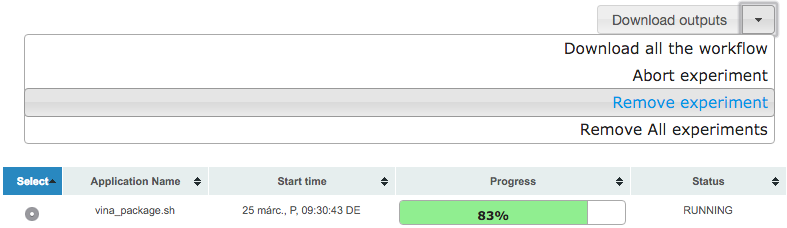 Download outputs
Download all the workflow
Abort experiment
Remove experiment
Remove All experiments
Select Application Name Start time Progress Status
vina_package.sh 25 márc., P, 09:30:43 DE 83% RUNNING